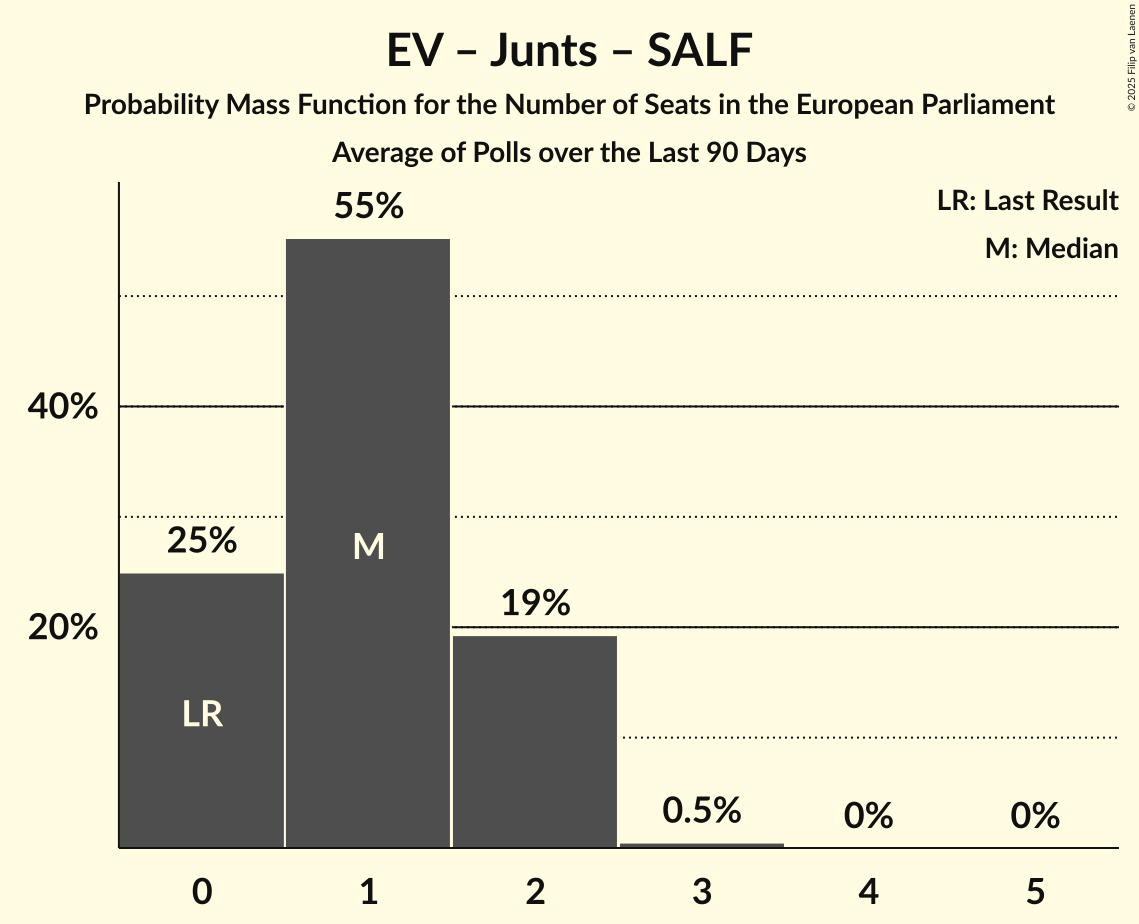 EV – Junts – SALF
Probability Mass Function for the Number of Seats in the European Parliament
Average of Polls over the Last 90 Days
© 2025 Filip van Laenen
LR: Last Result
M: Median
55%
40%
25%
M
20%
19%
LR
0.5%
0%
0%
0 1 2 3 4 5